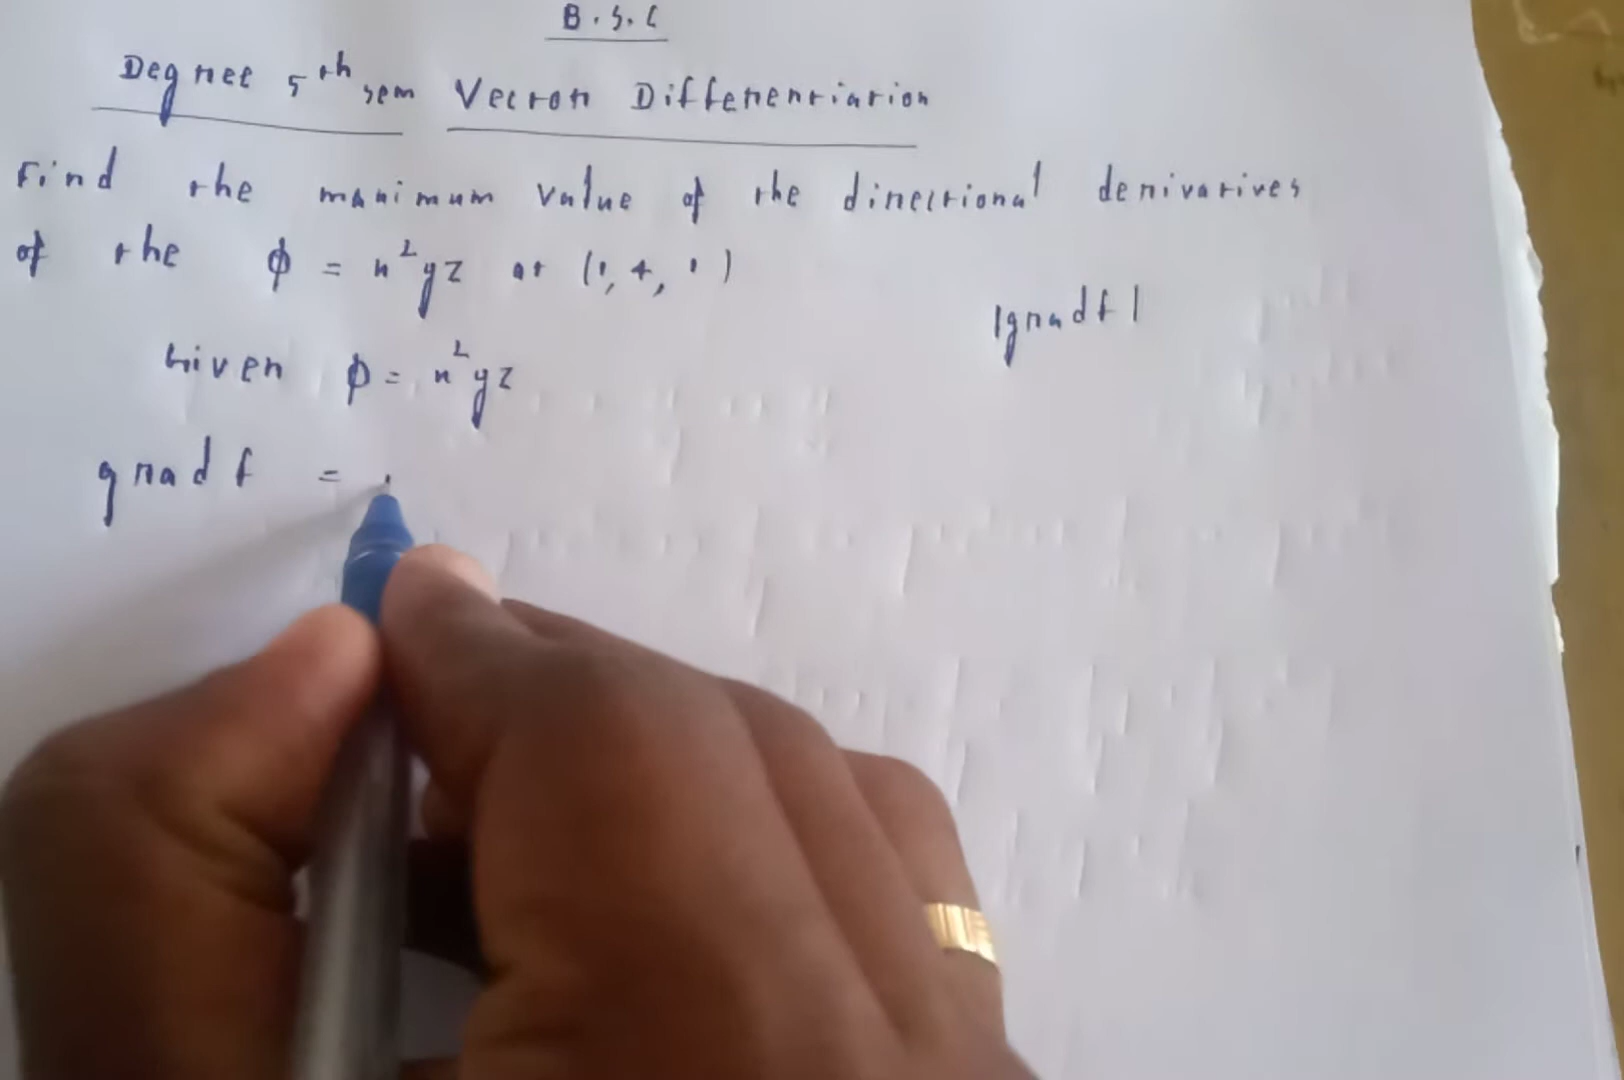 B.S.C
Degree 5th sem Vector Differentiation
Find the maximum value of the directional derivatives
of the ϕ = x²yz at (1, 4, 1)
|grad f|
Given ϕ = x²yz
grad f =